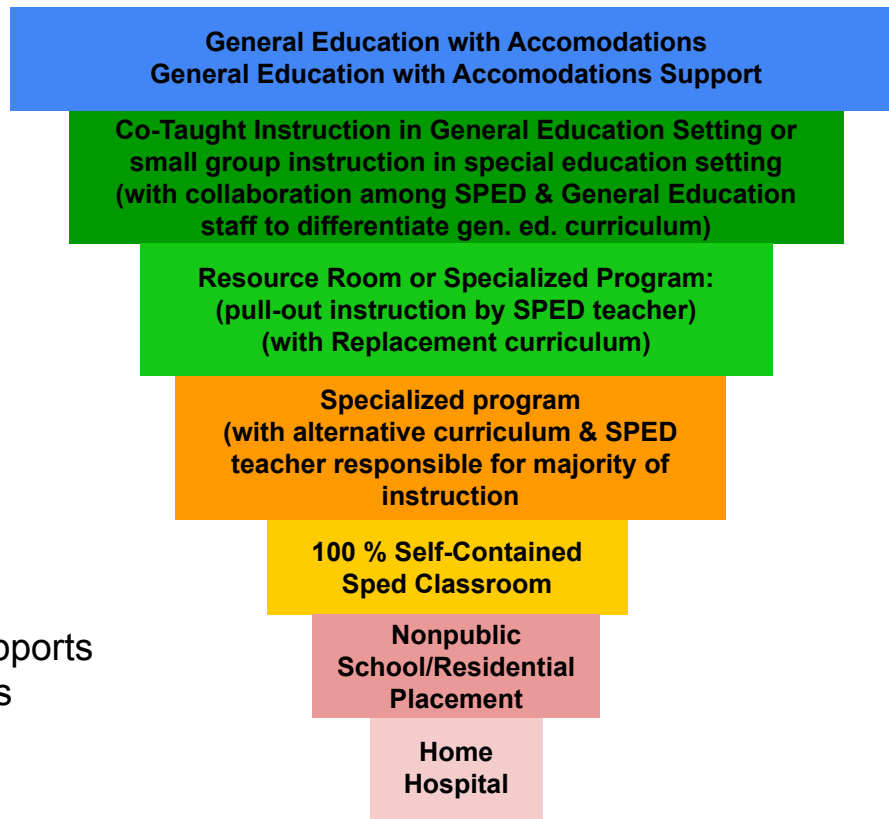 General Education with Accomodations
General Education with Accomodations Support
Co-Taught Instruction in General Education Setting or
small group instruction in special education setting
(with collaboration among SPED & General Education
staff to differentiate gen. ed. curriculum)
Resource Room or Specialized Program:
(pull-out instruction by SPED teacher)
(with Replacement curriculum)
Specialized program
(with alternative curriculum & SPED
teacher responsible for majority of
instruction
100 % Self-Contained
Sped Classroom
Nonpublic
School/Residential
Placement
Home
Hospital